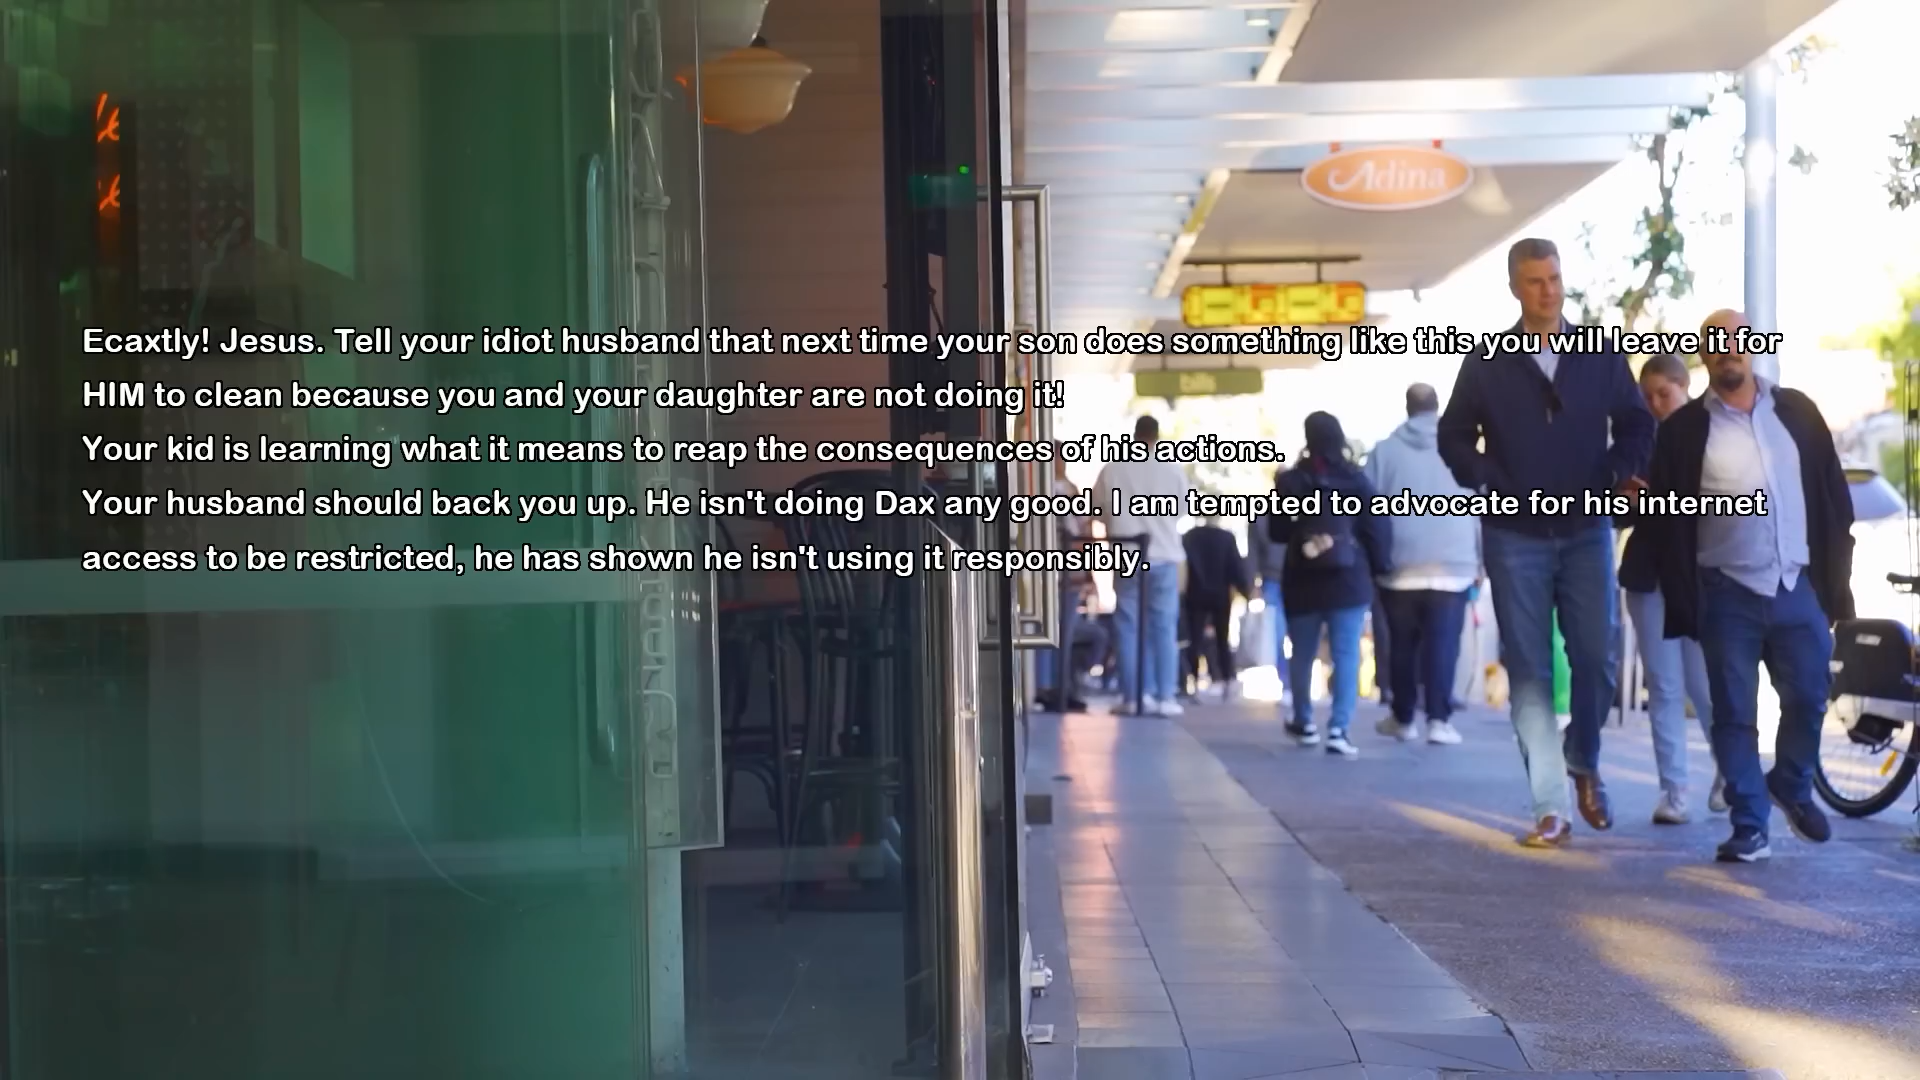 Adina
Ecaxtly! Jesus. Tell your idiot husband that next time your son does something like this you will leave it for
HIM to clean because you and your daughter are not doing it!
bills
Your kid is learning what it means to reap the consequences of his actions.
Your husband should back you up. He isn't doing Dax any good. I am tempted to advocate for his internet
access to be restricted, he has shown he isn't using it responsibly.